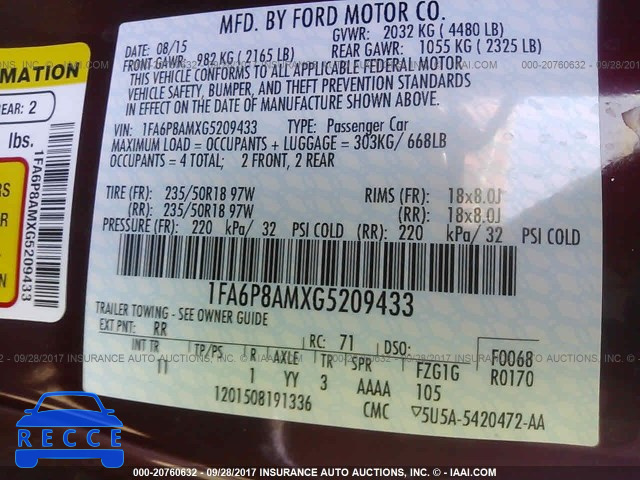 MFD. BY FORD MOTOR CO.
DATE: 08/15
GVWR: 2032 KG ( 4480 LB)
FRONT GAWR: 982 KG ( 2165 LB)
REAR GAWR: 1055 KG ( 2325 LB)
THIS VEHICLE CONFORMS TO ALL APPLICABLE FEDERAL MOTOR
VEHICLE SAFETY, BUMPER, AND THEFT PREVENTION STANDARDS
IN EFFECT ON THE DATE OF MANUFACTURE SHOWN ABOVE.
VIN: 1FA6P8AMXG5209433 TYPE: Passenger Car
MAXIMUM LOAD = OCCUPANTS + LUGGAGE = 303KG/ 668LB
OCCUPANTS = 4 TOTAL; 2 FRONT, 2 REAR
TIRE (FR): 235/50R18 97W RIMS (FR): 18x8.0J
(RR): 235/50R18 97W (RR): 18x8.0J
PRESSURE (FR): 220 kPa/ 32 PSI COLD (RR): 220 kPa/ 32 PSI COLD
1FA6P8AMXG5209433
TRAILER TOWING - SEE OWNER GUIDE
EXT PNT: RR RC: 71 DSO: F0068
INT TR TP/PS R AXLE TR SPR FZG1G R0170
11 1 YY 3 AAAA 105
1201508191336 CMC ▽5U5A-5420472-AA
ORMATION
REAR: 2
lbs.
1FA6P8AMXG5209433
RECCE
000-20760632 - 09/28/2017 INSURANCE AUTO AUCTIONS, INC. - © - IAAI.COM